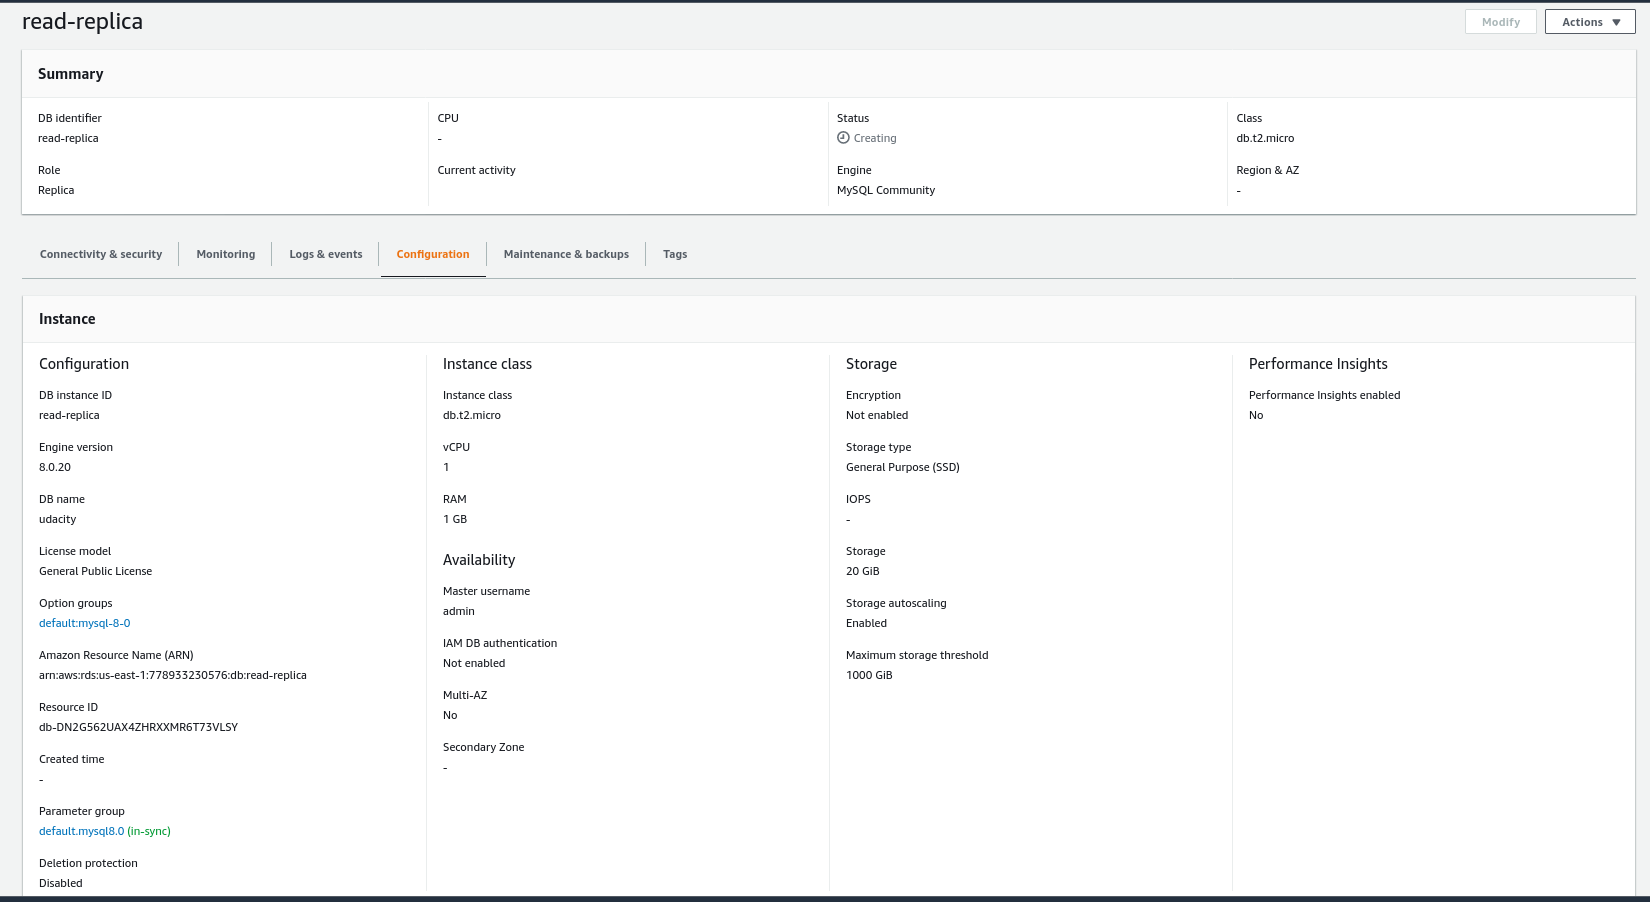 read-replica
Modify
Actions
Summary
DB identifier
read-replica
Role
Replica
CPU
-
Current activity
Status
Creating
Engine
MySQL Community
Class
db.t2.micro
Region & AZ
-
Connectivity & security
Monitoring
Logs & events
Configuration
Maintenance & backups
Tags
Instance
Configuration
DB instance ID
read-replica
Engine version
8.0.20
DB name
udacity
License model
General Public License
Option groups
default:mysql-8-0
Amazon Resource Name (ARN)
arn:aws:rds:us-east-1:778933230576:db:read-replica
Resource ID
db-DN2G562UAX4ZHRXXMR6T73VLSY
Created time
-
Parameter group
default.mysql8.0 (in-sync)
Deletion protection
Disabled
Instance class
Instance class
db.t2.micro
vCPU
1
RAM
1 GB
Availability
Master username
admin
IAM DB authentication
Not enabled
Multi-AZ
No
Secondary Zone
-
Storage
Encryption
Not enabled
Storage type
General Purpose (SSD)
IOPS
-
Storage
20 GiB
Storage autoscaling
Enabled
Maximum storage threshold
1000 GiB
Performance Insights
Performance Insights enabled
No